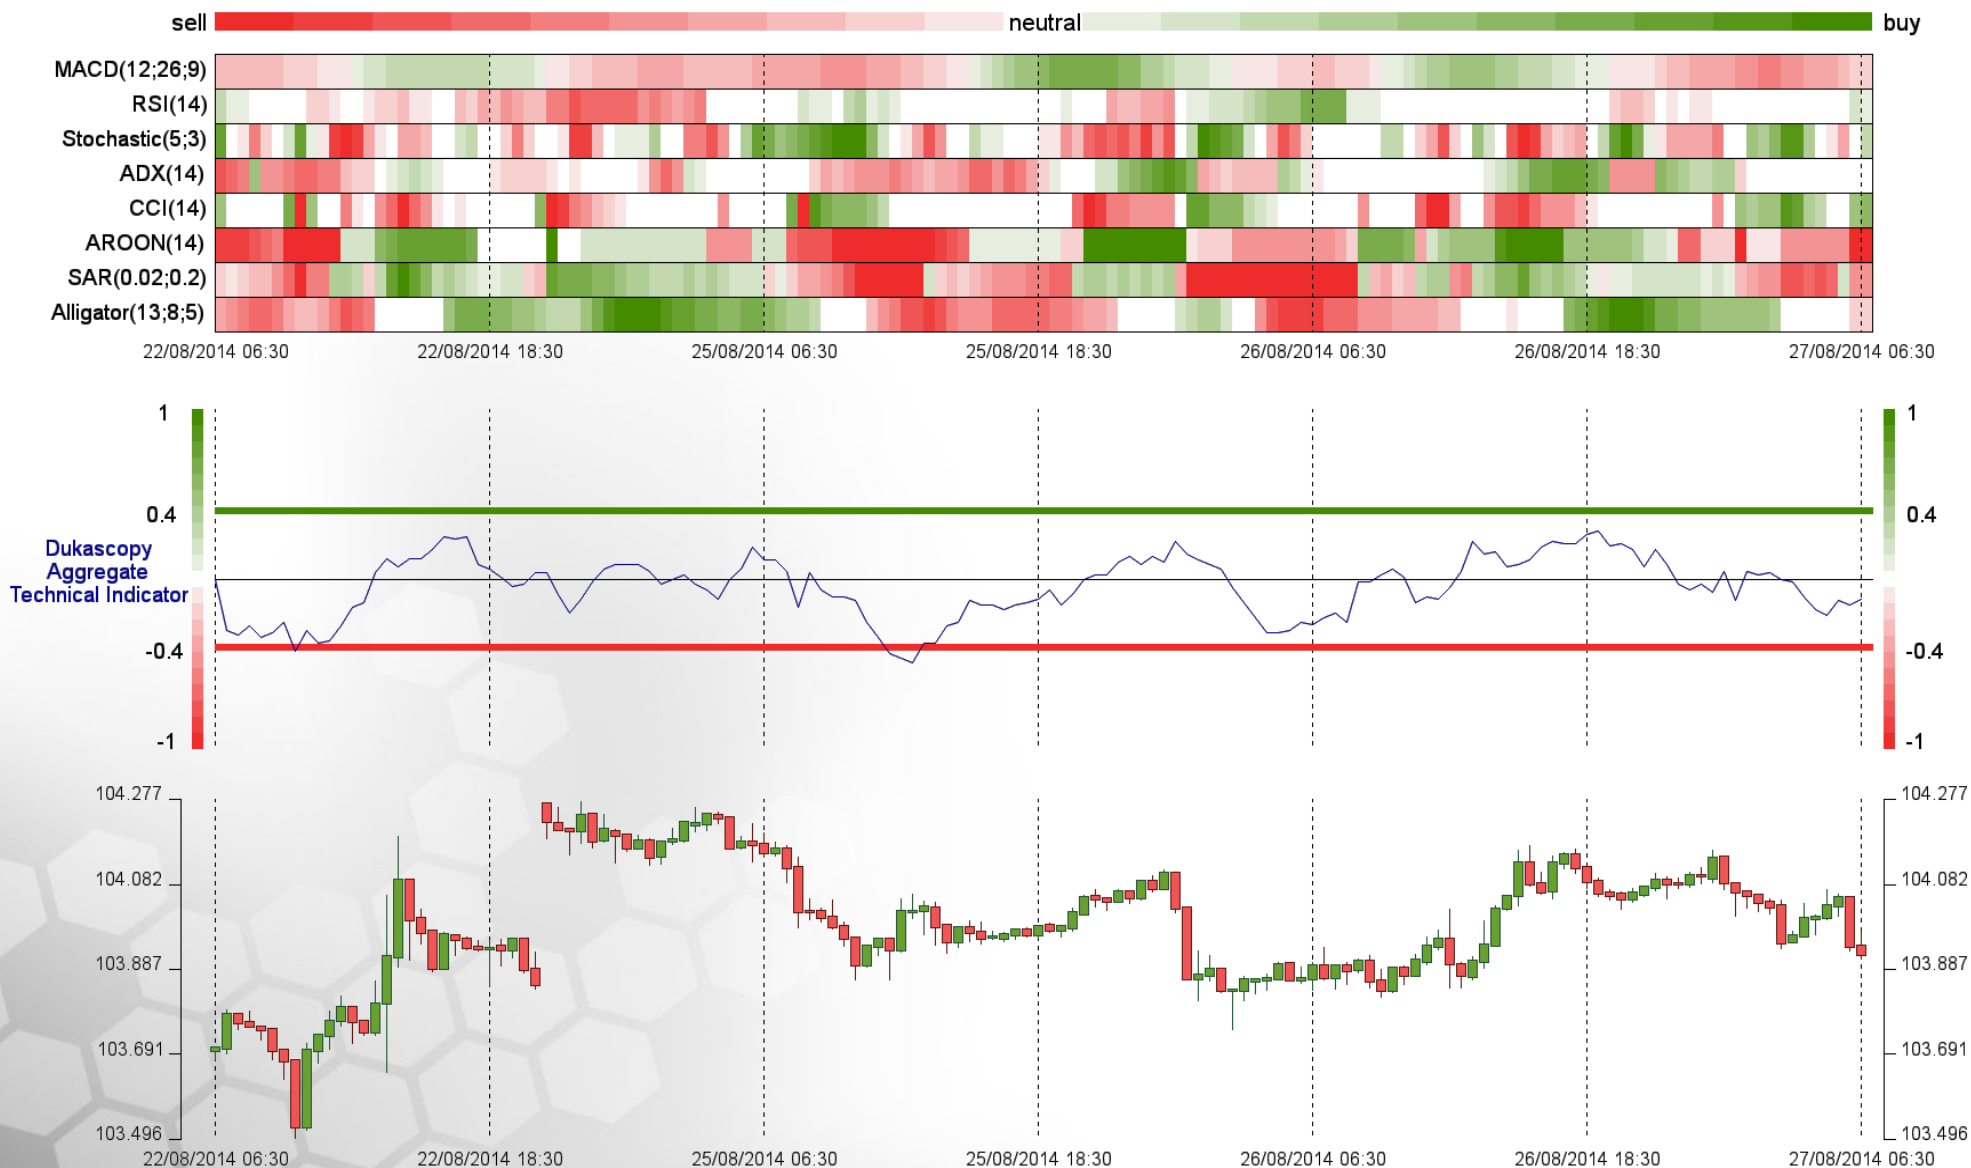 sell neutral buy
MACD(12;26;9)
RSI(14)
Stochastic(5;3)
ADX(14)
CCI(14)
AROON(14)
SAR(0.02;0.2)
Alligator(13;8;5)
22/08/2014 06:30 22/08/2014 18:30 25/08/2014 06:30 25/08/2014 18:30 26/08/2014 06:30 26/08/2014 18:30 27/08/2014 06:30
1 1
0.4 0.4
Dukascopy
Aggregate
Technical Indicator
-0.4 -0.4
-1 -1
104.277 104.277
104.082 104.082
103.887 103.887
103.691 103.691
103.496 103.496
22/08/2014 06:30 22/08/2014 18:30 25/08/2014 06:30 25/08/2014 18:30 26/08/2014 06:30 26/08/2014 18:30 27/08/2014 06:30